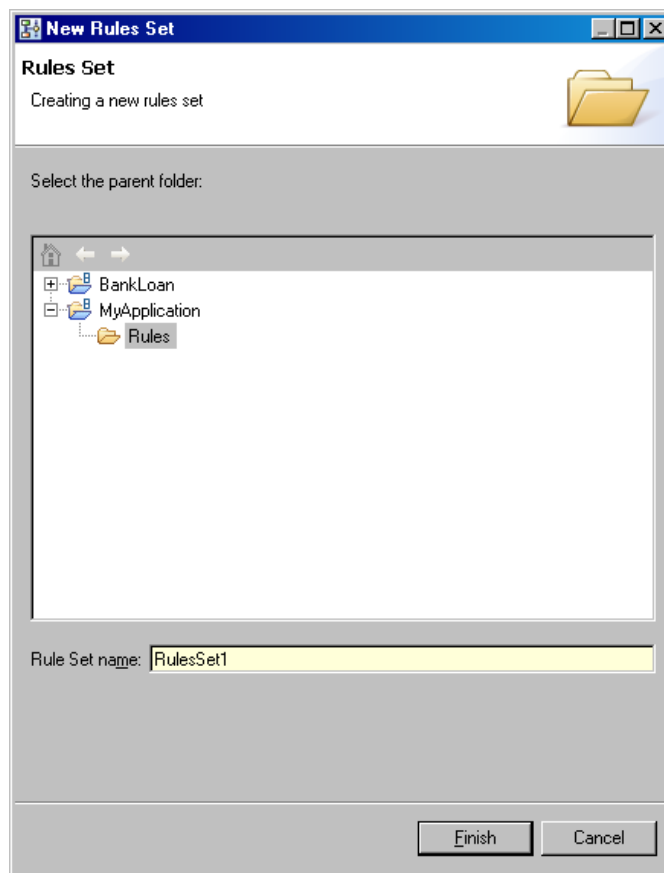 New Rules Set
Rules Set
Creating a new rules set
Select the parent folder:
BankLoan
MyApplication
Rules
Rule Set name: RulesSet1
Finish Cancel